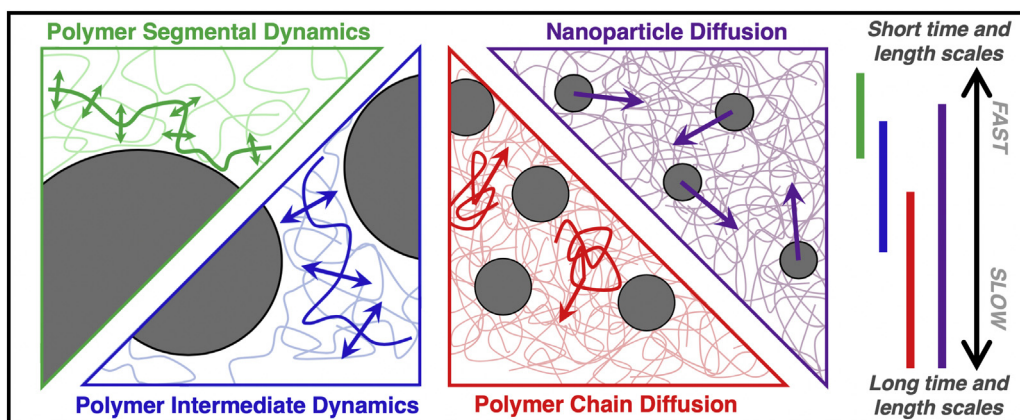 Polymer Segmental Dynamics
Nanoparticle Diffusion
Short time and
length scales
FAST
SLOW
Long time and
length scales
Polymer Intermediate Dynamics
Polymer Chain Diffusion